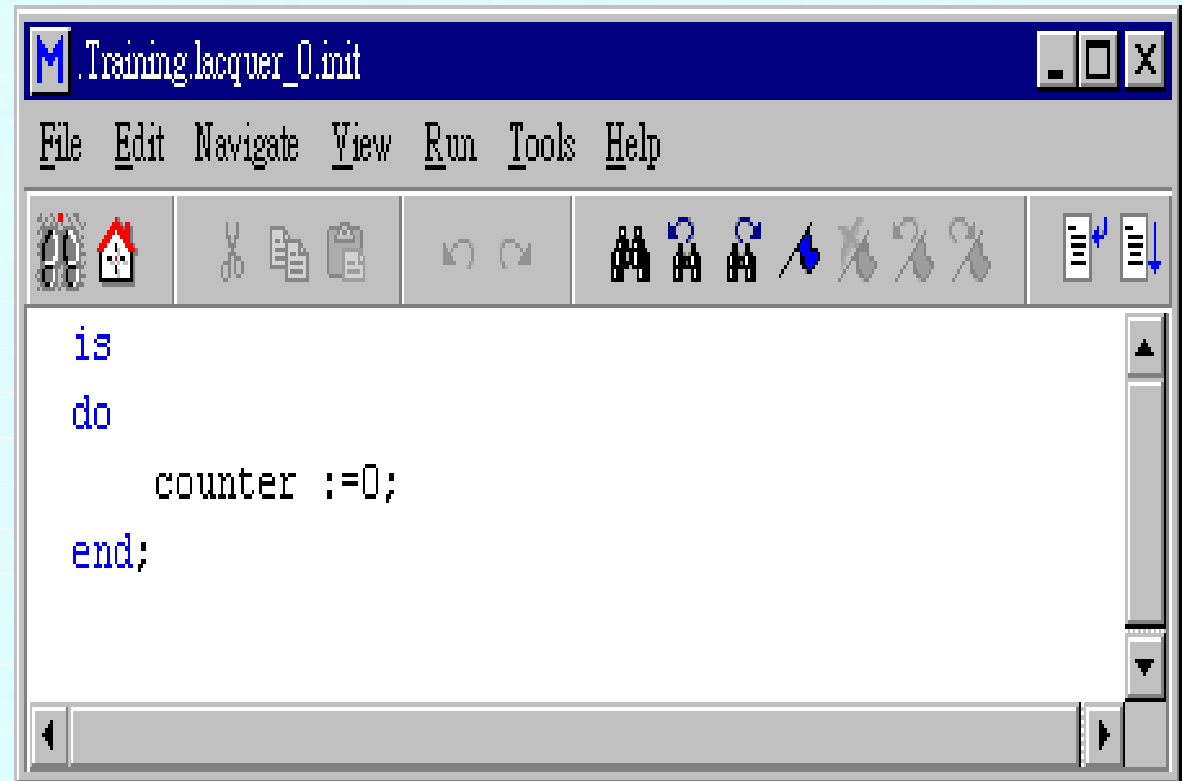 M .Training.lacquer_0.init
File Edit Navigate View Run Tools Help
is
do
counter :=0;
end;